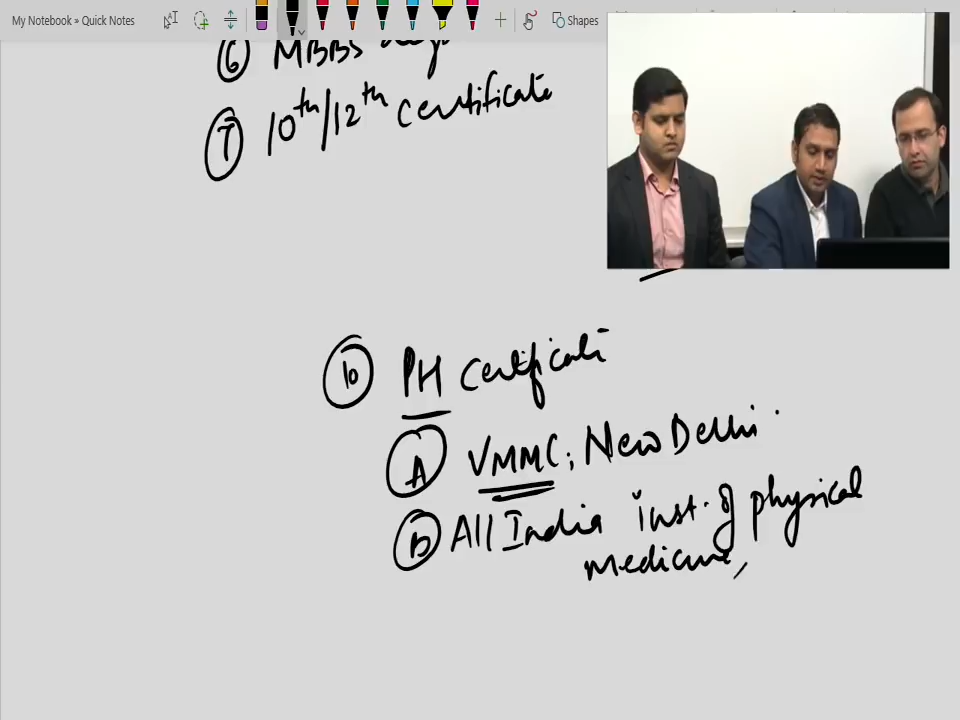 My Notebook » Quick Notes
Shapes
6 MBBS
7 10th/12th certificate
10 PH Certificate
A VMMC; New Delhi
B All India inst. of physical
medicine,